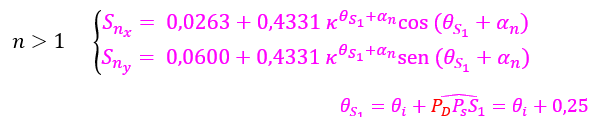 n > 1 { S_{n_x} = 0,0263 + 0,4331 κ^{θ_{S_1}+α_n} cos (θ_{S_1} + α_n)
S_{n_y} = 0,0600 + 0,4331 κ^{θ_{S_1}+α_n} sen (θ_{S_1} + α_n)
θ_{S_1} = θ_i + \widehat{P_D P_s S_1} = θ_i + 0,25